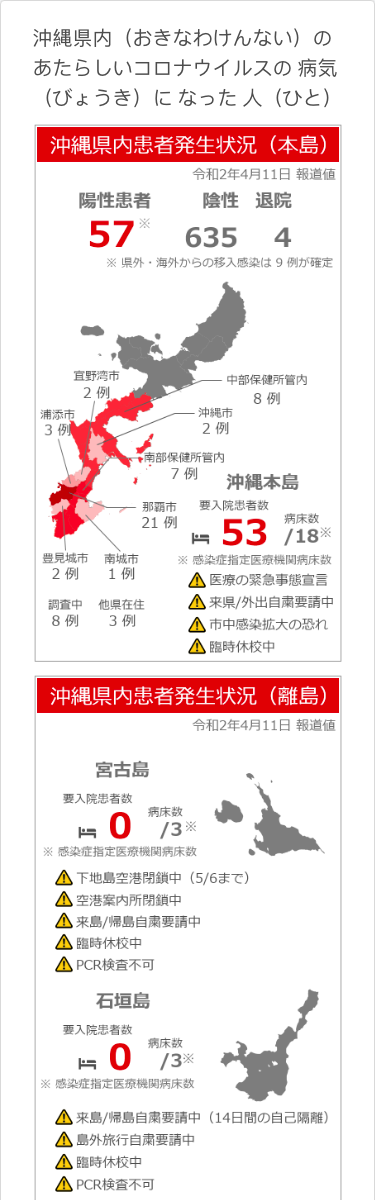 沖縄県内（おきなわけんない）の
あたらしいコロナウイルスの 病気
（びょうき）に なった 人（ひと）
沖縄県内患者発生状況（本島）
令和2年4月11日 報道値
陽性患者 陰性 退院
57※ 635 4
※ 県外・海外からの移入感染は 9 例が確定
宜野湾市
2 例
中部保健所管内
8 例
浦添市
3 例
沖縄市
2 例
南部保健所管内
7 例
那覇市
21 例
沖縄本島
要入院患者数
53
病床数
/18※
※ 感染症指定医療機関病床数
豊見城市
2 例
南城市
1 例
調査中
8 例
他県在住
3 例
医療の緊急事態宣言
来県/外出自粛要請中
市中感染拡大の恐れ
臨時休校中
沖縄県内患者発生状況（離島）
令和2年4月11日 報道値
宮古島
要入院患者数
0
病床数
/3※
※ 感染症指定医療機関病床数
下地島空港閉鎖中（5/6まで）
空港案内所閉鎖中
来島/帰島自粛要請中
臨時休校中
PCR検査不可
石垣島
要入院患者数
0
病床数
/3※
※ 感染症指定医療機関病床数
来島/帰島自粛要請中（14日間の自己隔離）
島外旅行自粛要請中
臨時休校中
PCR検査不可